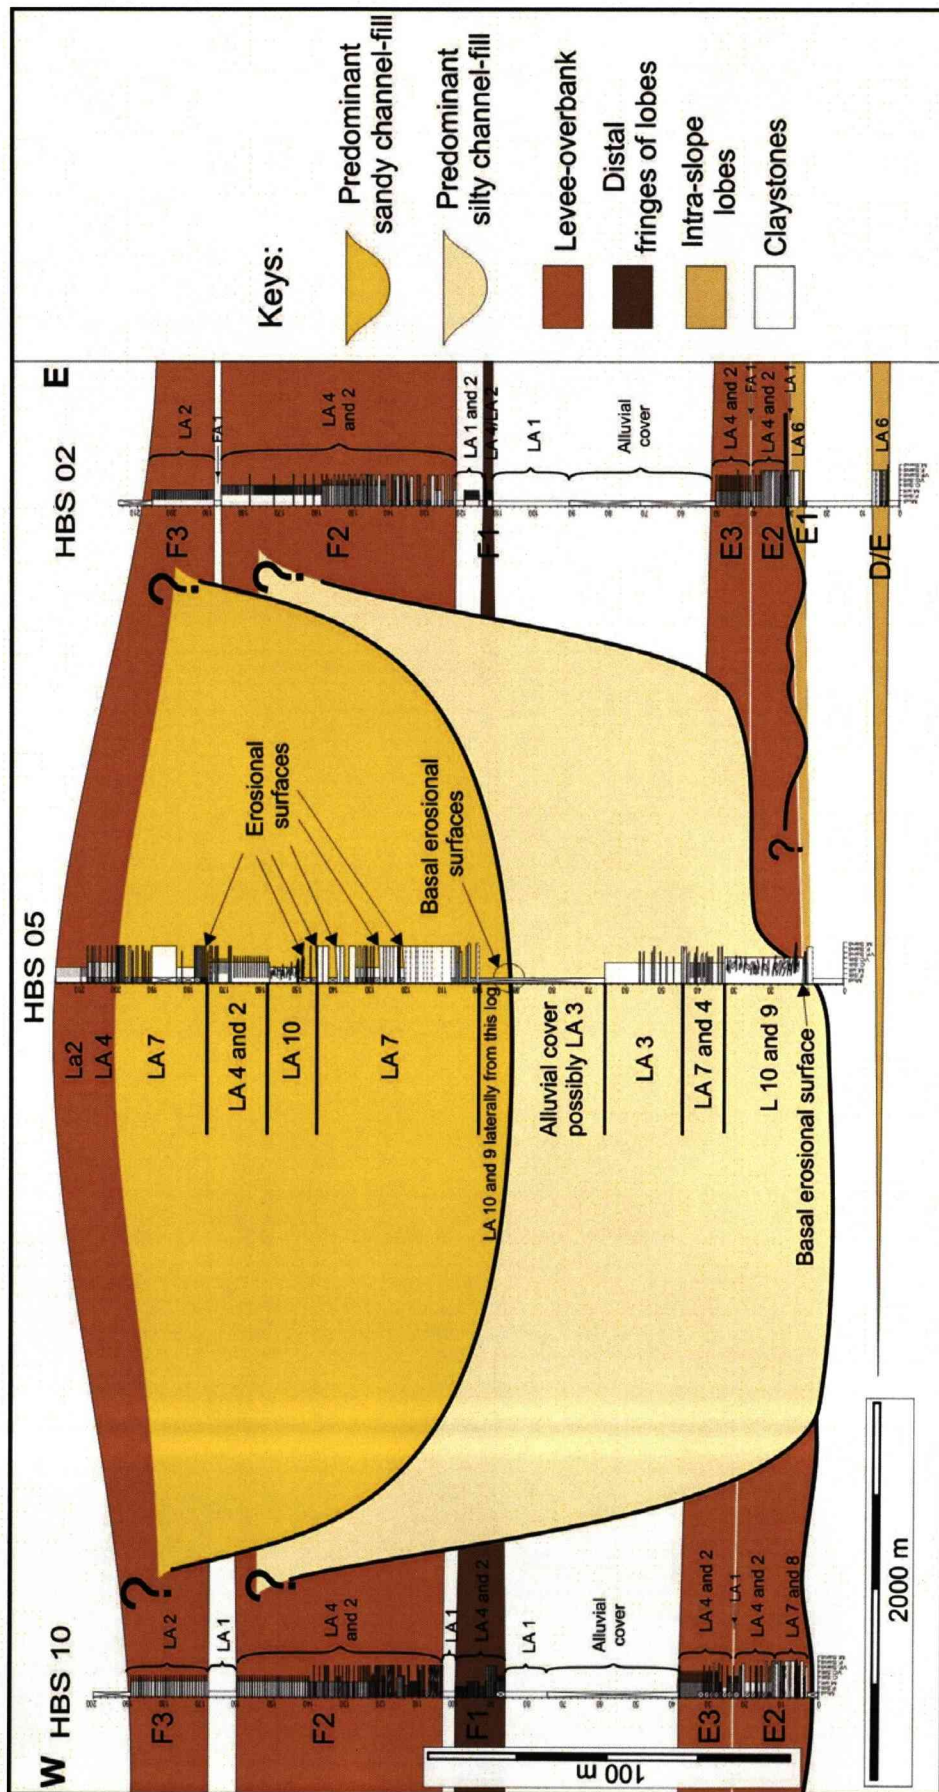 W
HBS 10
HBS 05
HBS 02
E
Keys:
Predominant
sandy channel-fill
Predominant
silty channel-fill
Levee-overbank
Distal
fringes of lobes
Intra-slope
lobes
Claystones
F3
LA 2
LA 1
F2
LA 4
and 2
LA 1
F1
LA 4 and 2
LA 1
Alluvial
cover
E3
LA 4 and 2
LA 1
E2
LA 4 and 2
LA 7 and 8
100 m
2000 m
?
?
La2
LA 4
LA 7
LA 4 and 2
LA 10
LA 7
LA 10 and 9 laterally from this log
Alluvial cover
possibly LA 3
LA 3
LA 7 and 4
L 10 and 9
Basal erosional surface
Erosional
surfaces
Basal erosional
surfaces
?
?
?
F3
LA 2
FA 1
F2
LA 4
and 2
LA 1 and 2
F1
LA 4/LA 2
LA 1
Alluvial
cover
E3
LA 4 and 2
FA 1
E2
LA 4 and 2
LA 1
E1
LA 6
D/E
LA 6